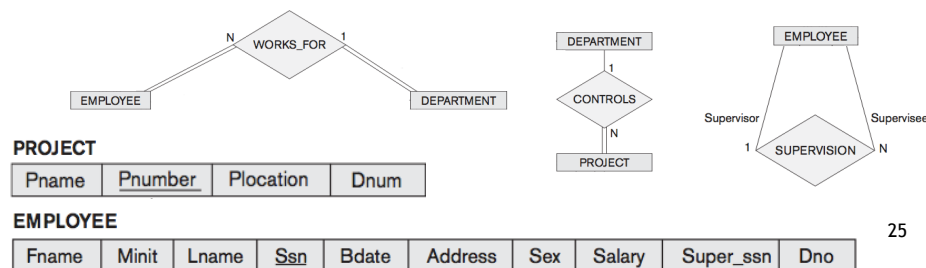 N WORKS_FOR 1
EMPLOYEE DEPARTMENT
DEPARTMENT
1
CONTROLS
N
PROJECT
EMPLOYEE
Supervisor Supervisee
1 SUPERVISION N
PROJECT
Pname Pnumber Plocation Dnum
EMPLOYEE
25
Fname Minit Lname Ssn Bdate Address Sex Salary Super_ssn Dno